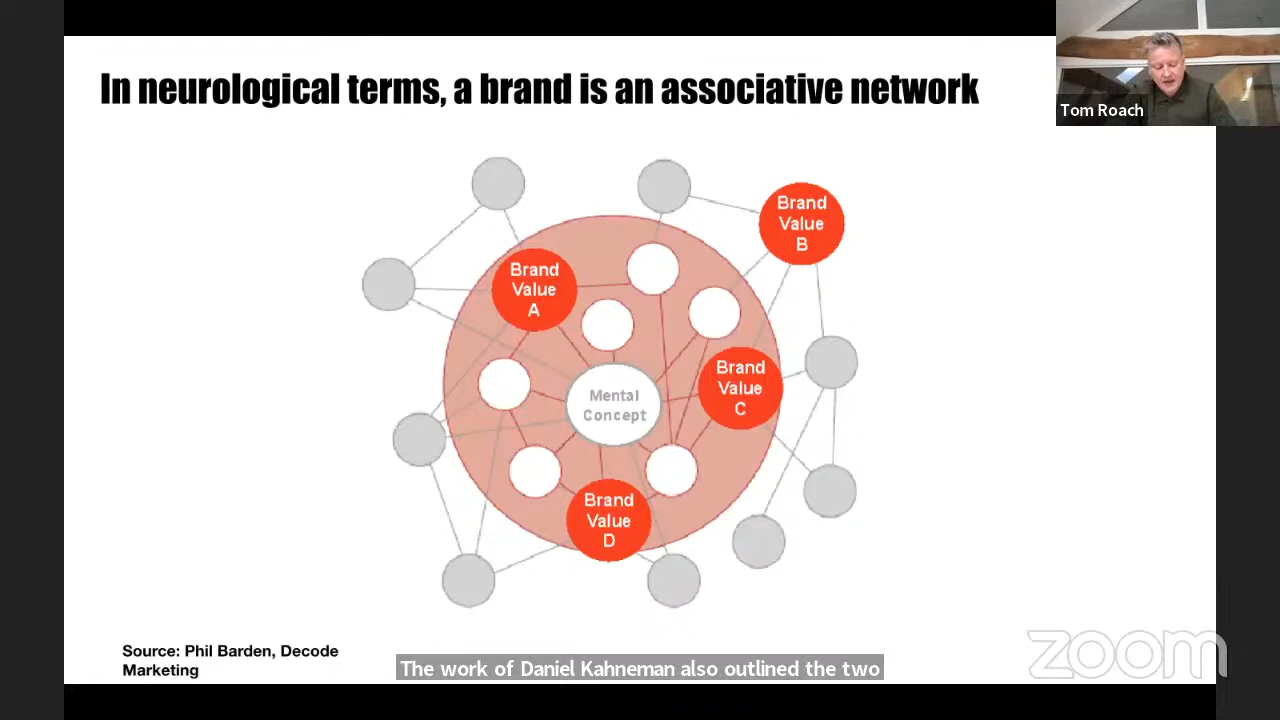 In neurological terms, a brand is an associative network
Tom Roach
Brand
Value
B
Brand
Value
A
Brand
Value
C
Mental
Concept
Brand
Value
D
Source: Phil Barden, Decode
Marketing
The work of Daniel Kahneman also outlined the two
zoom